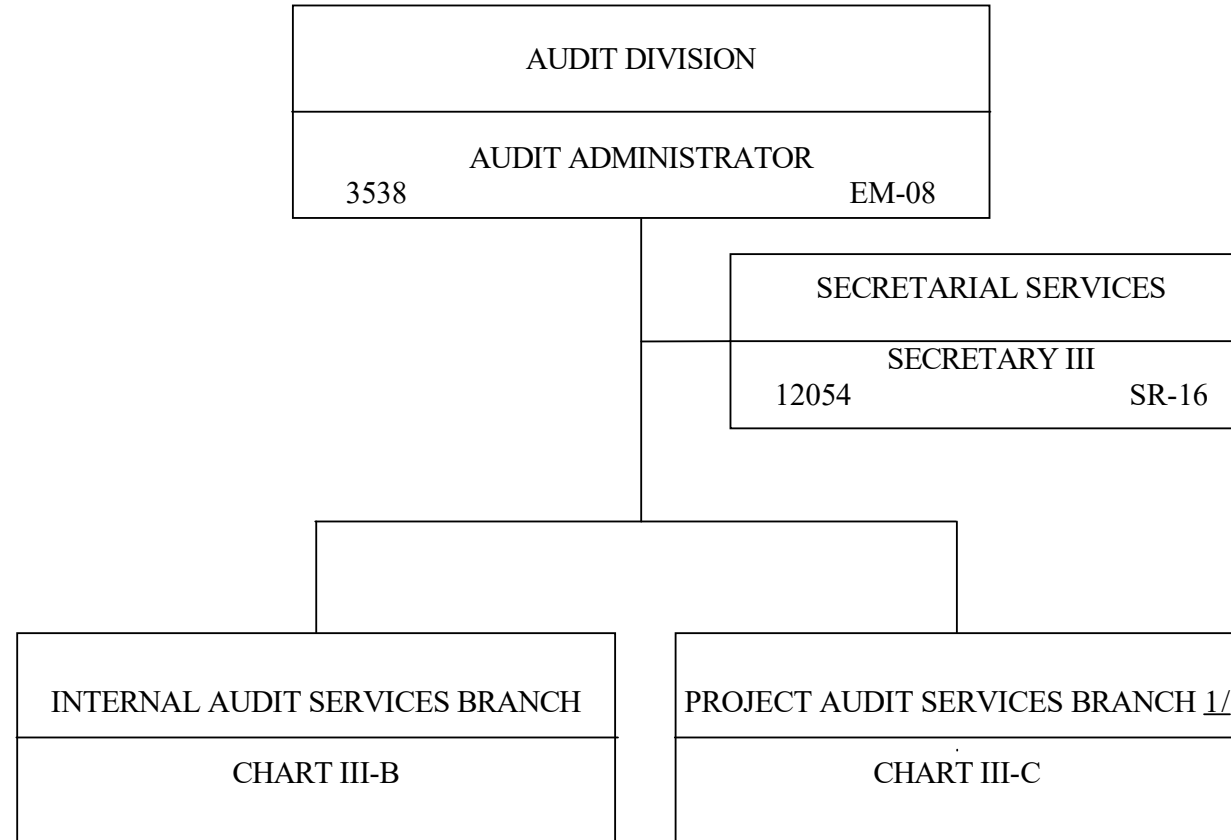 AUDIT DIVISION
AUDIT ADMINISTRATOR
3538 EM-08
SECRETARIAL SERVICES
SECRETARY III
12054 SR-16
INTERNAL AUDIT SERVICES BRANCH
CHART III-B
PROJECT AUDIT SERVICES BRANCH 1/
CHART III-C